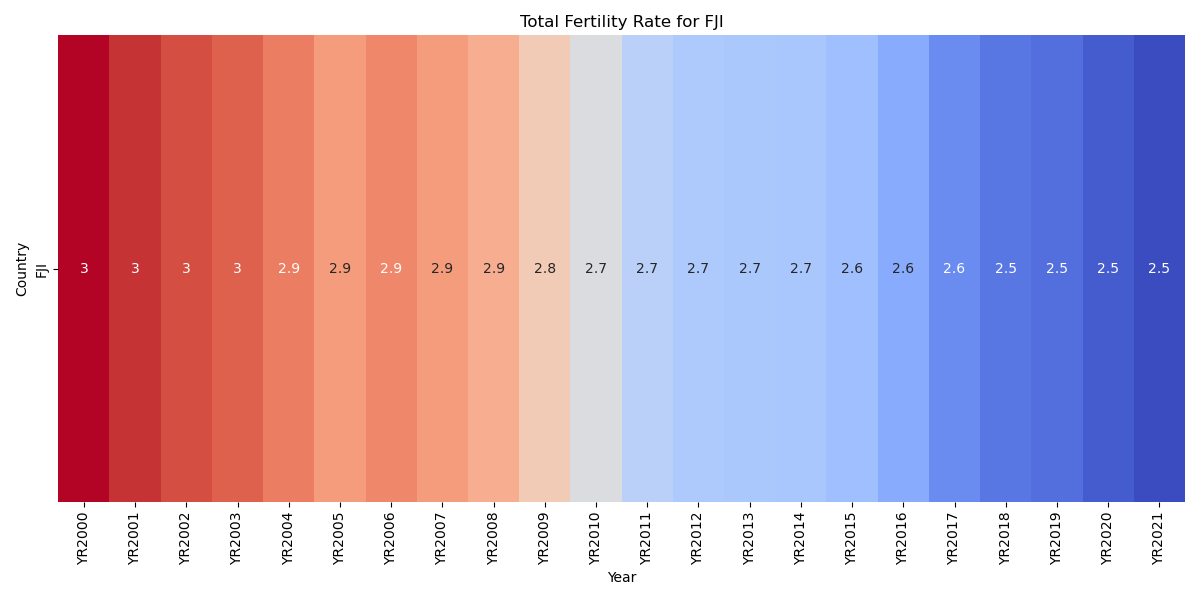 Total Fertility Rate for FJI
Country
FJI
3 3 3 3 2.9 2.9 2.9 2.9 2.9 2.8 2.7 2.7 2.7 2.7 2.7 2.6 2.6 2.6 2.5 2.5 2.5 2.5
YR2000 YR2001 YR2002 YR2003 YR2004 YR2005 YR2006 YR2007 YR2008 YR2009 YR2010 YR2011 YR2012 YR2013 YR2014 YR2015 YR2016 YR2017 YR2018 YR2019 YR2020 YR2021
Year